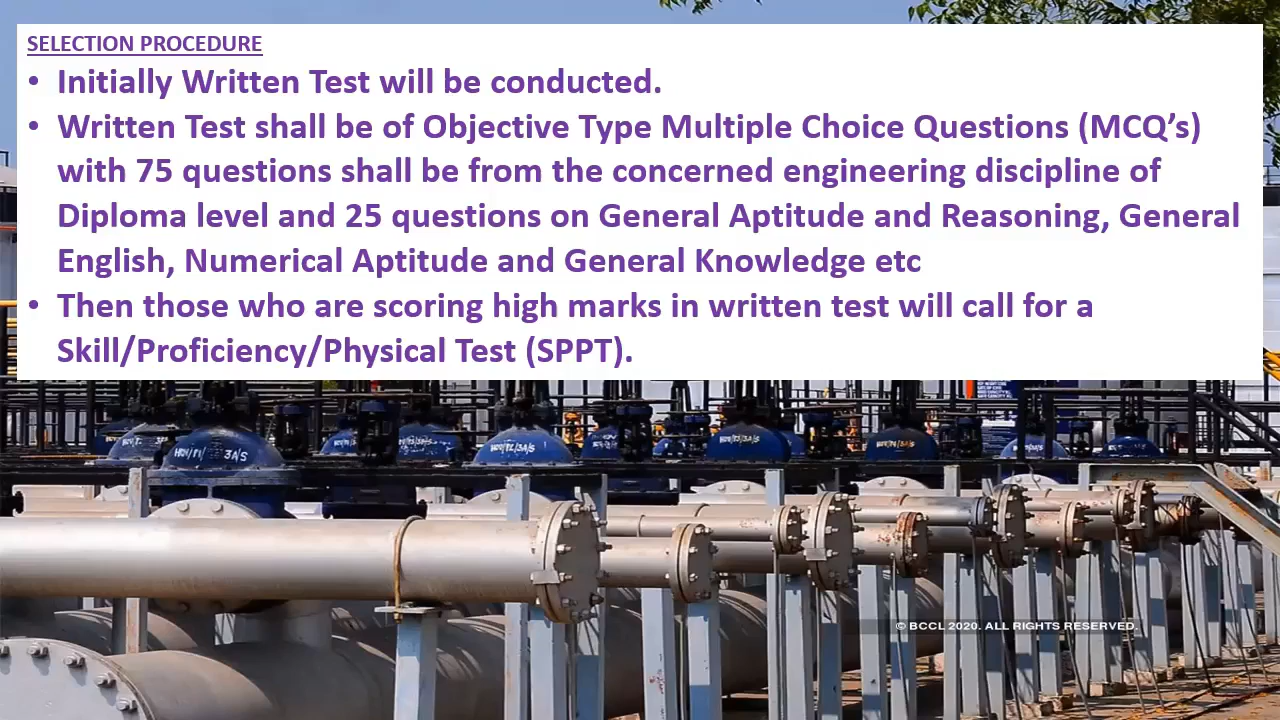 SELECTION PROCEDURE
• Initially Written Test will be conducted.
• Written Test shall be of Objective Type Multiple Choice Questions (MCQ’s)
with 75 questions shall be from the concerned engineering discipline of
Diploma level and 25 questions on General Aptitude and Reasoning, General
English, Numerical Aptitude and General Knowledge etc
• Then those who are scoring high marks in written test will call for a
Skill/Proficiency/Physical Test (SPPT).
© BCCL 2020. ALL RIGHTS RESERVED.